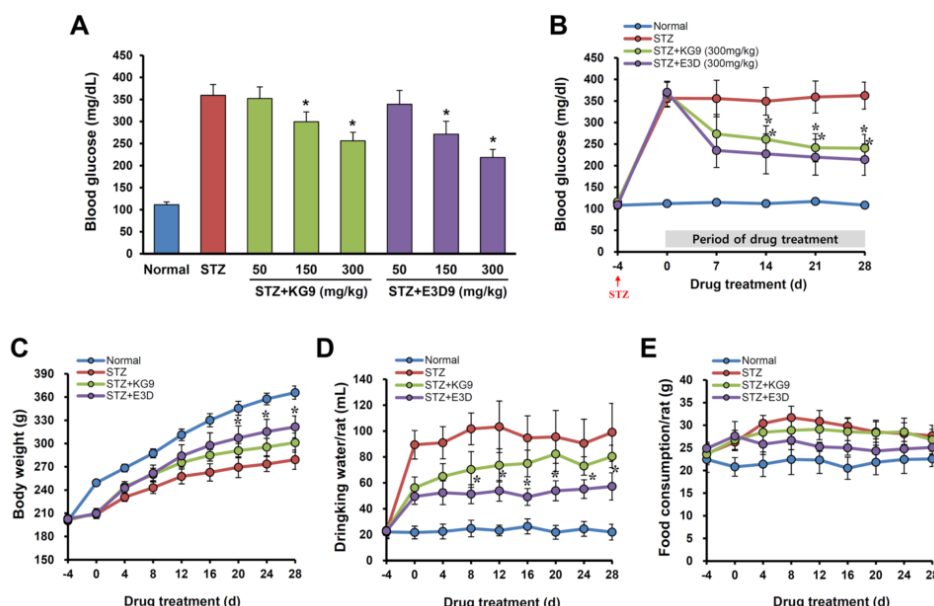 A
Blood glucose (mg/dL)
450
400
350
300
250
200
150
100
50
0
*
*
*
*
Normal STZ 50 150 300 50 150 300
STZ+KG9 (mg/kg) STZ+E3D9 (mg/kg)
B
Normal
STZ
STZ+KG9 (300mg/kg)
STZ+E3D (300mg/kg)
Blood glucose (mg/dl)
450
400
350
300
250
200
150
100
50
0
* * *
* * *
Period of drug treatment
-4 0 7 14 21 28
STZ
Drug treatment (d)
C
Normal
STZ
STZ+KG9
STZ+E3D
Body weight (g)
390
360
330
300
270
240
210
180
150
* * *
-4 0 4 8 12 16 20 24 28
Drug treatment (d)
D
Normal
STZ
STZ+KG9
STZ+E3D
Dringking water/rat (mL)
140
120
100
80
60
40
20
0
* * * * * *
-4 0 4 8 12 16 20 24 28
Drug treatment (d)
E
Normal
STZ
STZ+KG9
STZ+E3D
Food consumption/rat (g)
40
35
30
25
20
15
10
5
0
-4 0 4 8 12 16 20 24 28
Drug treatment (d)